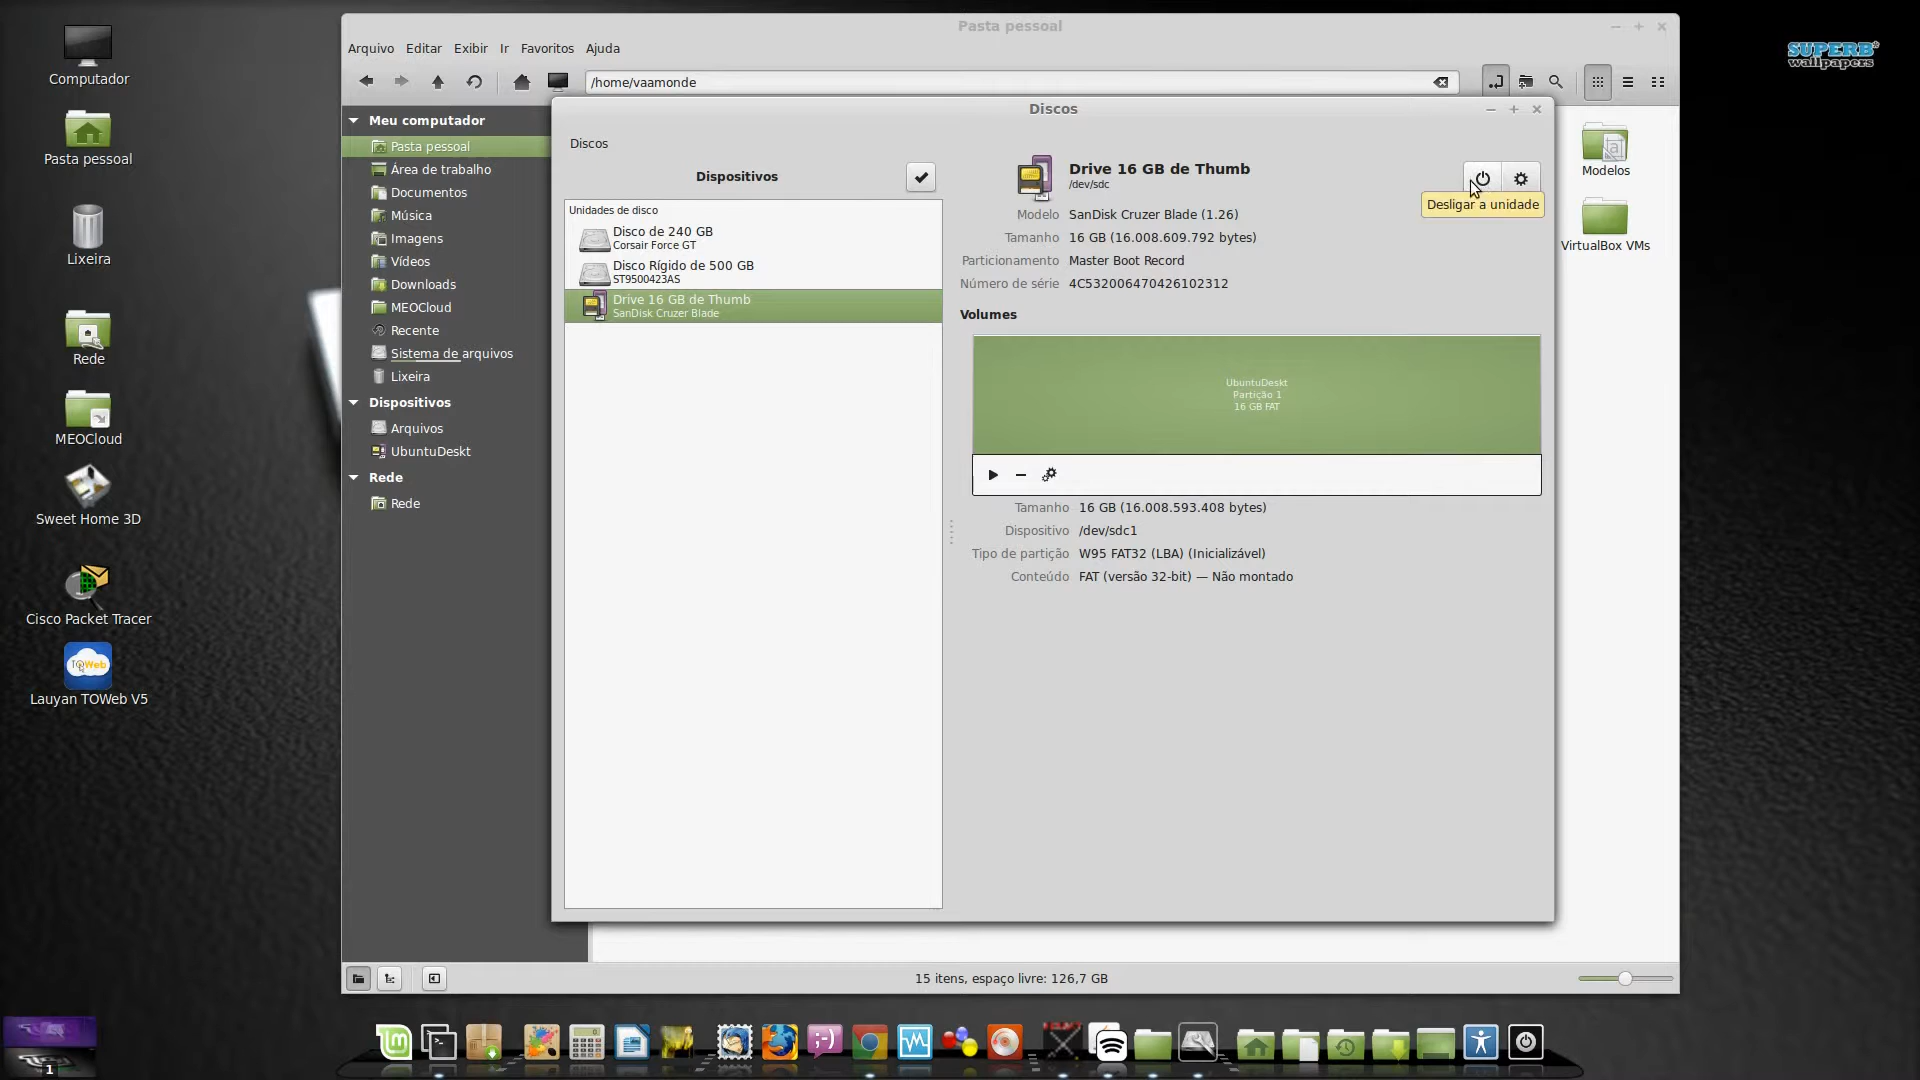 Computador
Pasta pessoal
Lixeira
Rede
MEOCloud
Sweet Home 3D
Cisco Packet Tracer
TOWeb
Lauyan TOWeb V5
1
Pasta pessoal
Arquivo Editar Exibir Ir Favoritos Ajuda
/home/vaamonde
Meu computador
Pasta pessoal
Área de trabalho
Documentos
Música
Imagens
Vídeos
Downloads
MEOCloud
Recente
Sistema de arquivos
Lixeira
Dispositivos
Arquivos
UbuntuDeskt
Rede
Rede
Discos
Discos
Dispositivos
Unidades de disco
Disco de 240 GB
Corsair Force GT
Disco Rígido de 500 GB
ST9500423AS
Drive 16 GB de Thumb
SanDisk Cruzer Blade
Drive 16 GB de Thumb
/dev/sdc
Desligar a unidade
Modelo SanDisk Cruzer Blade (1.26)
Tamanho 16 GB (16.008.609.792 bytes)
Particionamento Master Boot Record
Número de série 4C532006470426102312
Volumes
UbuntuDeskt
Partição 1
16 GB FAT
Tamanho 16 GB (16.008.593.408 bytes)
Dispositivo /dev/sdc1
Tipo de partição W95 FAT32 (LBA) (Inicializável)
Conteúdo FAT (versão 32-bit) — Não montado
Modelos
VirtualBox VMs
15 itens, espaço livre: 126,7 GB
SUPERB
wallpapers